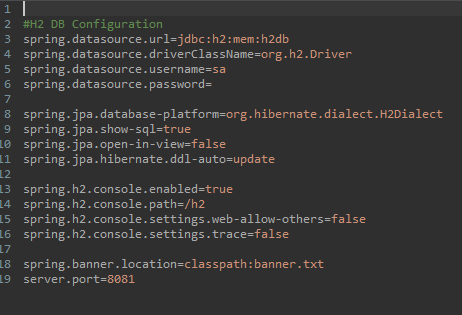 1
2 #H2 DB Configuration
3 spring.datasource.url=jdbc:h2:mem:h2db
4 spring.datasource.driverClassName=org.h2.Driver
5 spring.datasource.username=sa
6 spring.datasource.password=
7
8 spring.jpa.database-platform=org.hibernate.dialect.H2Dialect
9 spring.jpa.show-sql=true
10 spring.jpa.open-in-view=false
11 spring.jpa.hibernate.ddl-auto=update
12
13 spring.h2.console.enabled=true
14 spring.h2.console.path=/h2
15 spring.h2.console.settings.web-allow-others=false
16 spring.h2.console.settings.trace=false
17
18 spring.banner.location=classpath:banner.txt
19 server.port=8081